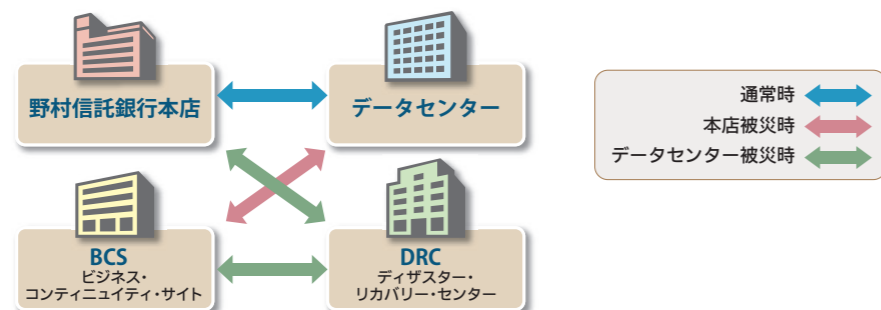 野村信託銀行本店
データセンター
BCS
ビジネス・
コンティニュイティ・サイト
DRC
ディザスター・
リカバリー・センター
通常時
本店被災時
データセンター被災時